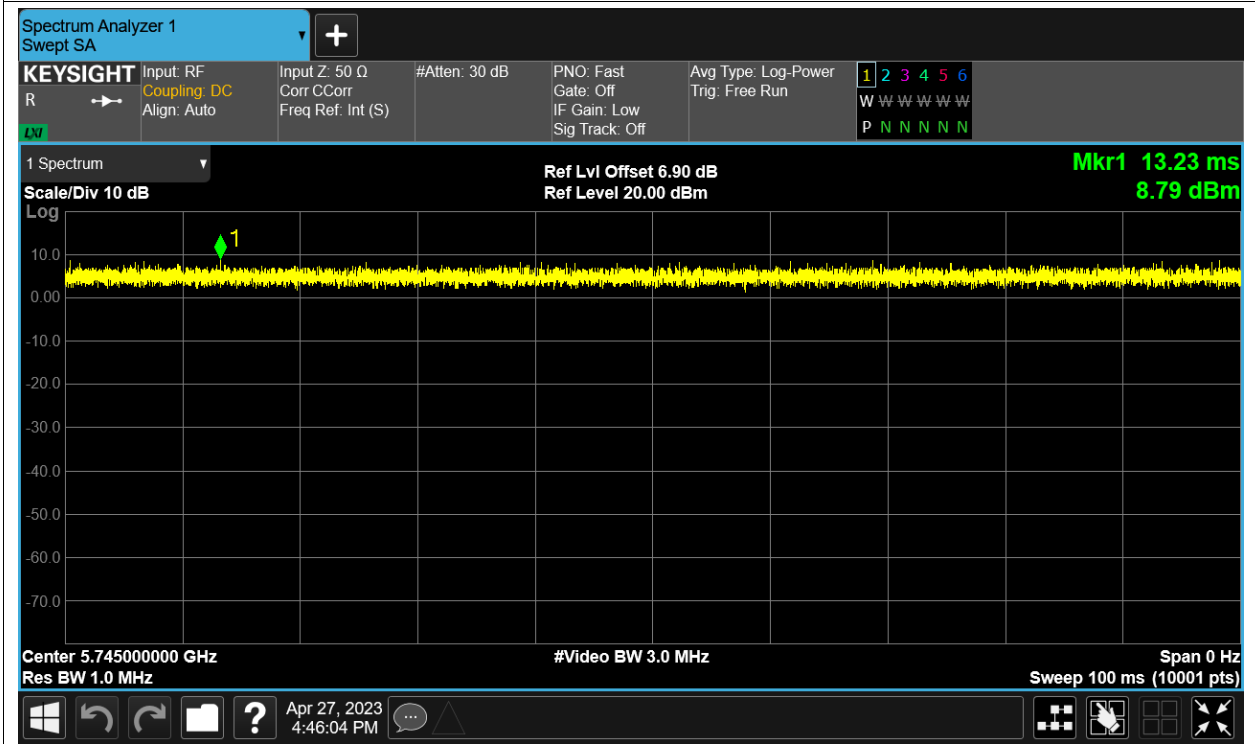 Spectrum Analyzer 1
Swept SA
+
KEYSIGHT
R
LXI
Input: RF
Coupling: DC
Align: Auto
Input Z: 50 Ω
Corr CCorr
Freq Ref: Int (S)
#Atten: 30 dB
PNO: Fast
Gate: Off
IF Gain: Low
Sig Track: Off
Avg Type: Log-Power
Trig: Free Run
1 2 3 4 5 6
W W W W W W
P N N N N N
1 Spectrum
Scale/Div 10 dB
Ref Lvl Offset 6.90 dB
Ref Level 20.00 dBm
Mkr1 13.23 ms
8.79 dBm
Log
1
10.0
0.00
-10.0
-20.0
-30.0
-40.0
-50.0
-60.0
-70.0
Center 5.745000000 GHz
Res BW 1.0 MHz
#Video BW 3.0 MHz
Span 0 Hz
Sweep 100 ms (10001 pts)
?
Apr 27, 2023
4:46:04 PM